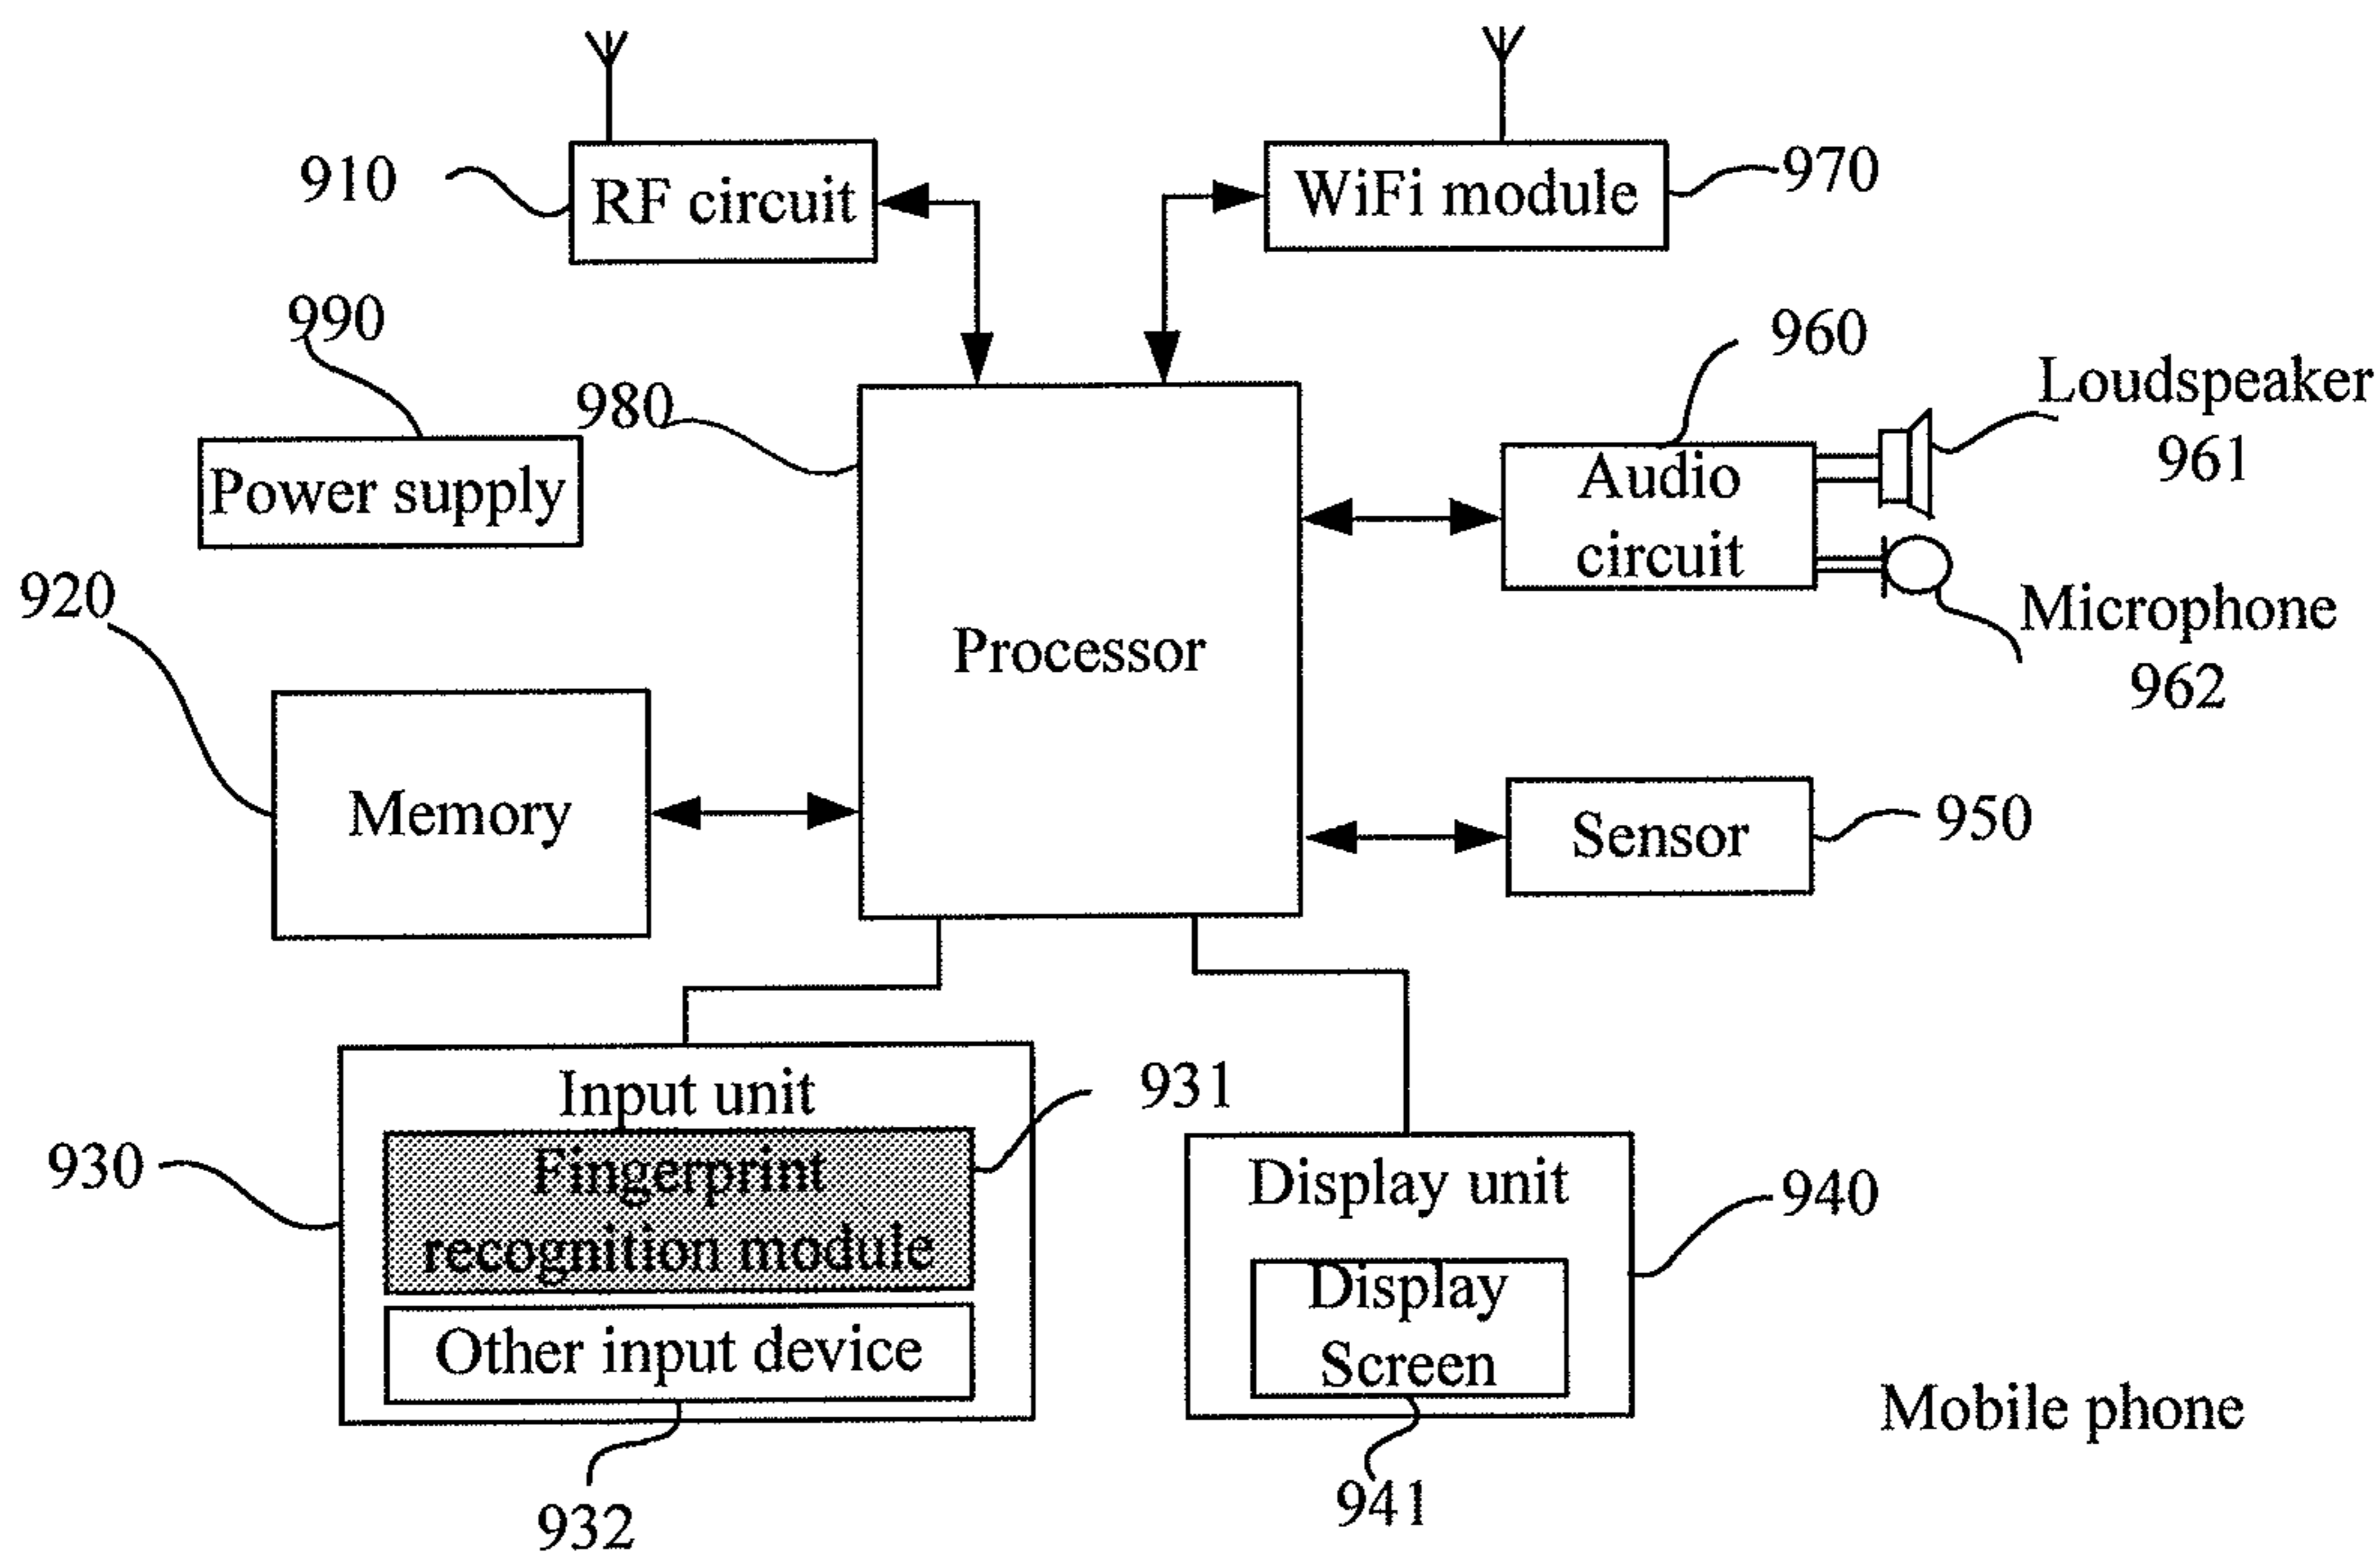 910
RF circuit
WiFi module
970
990
980
960
Loudspeaker
961
Power supply
Audio
circuit
920
Microphone
962
Processor
Memory
Sensor
950
Input unit
931
930
Fingerprint
recognition module
Display unit
940
Other input device
Display
Screen
Mobile phone
932
941